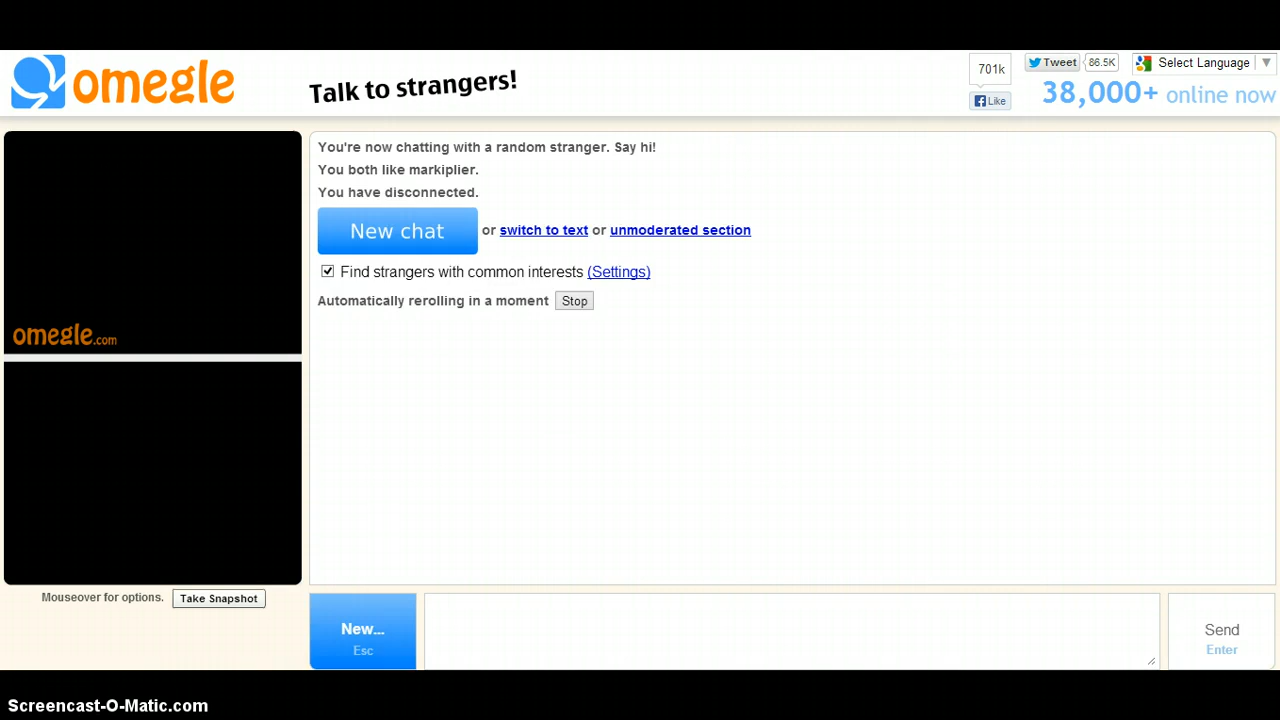 omegle
Talk to strangers!
701k
Like
Tweet
86.5K
Select Language
38,000+ online now
omegle.com
You're now chatting with a random stranger. Say hi!
You both like markiplier.
You have disconnected.
New chat or switch to text or unmoderated section
Find strangers with common interests (Settings)
Automatically rerolling in a moment Stop
Mouseover for options. Take Snapshot
New...
Esc
Send
Enter
Screencast-O-Matic.com